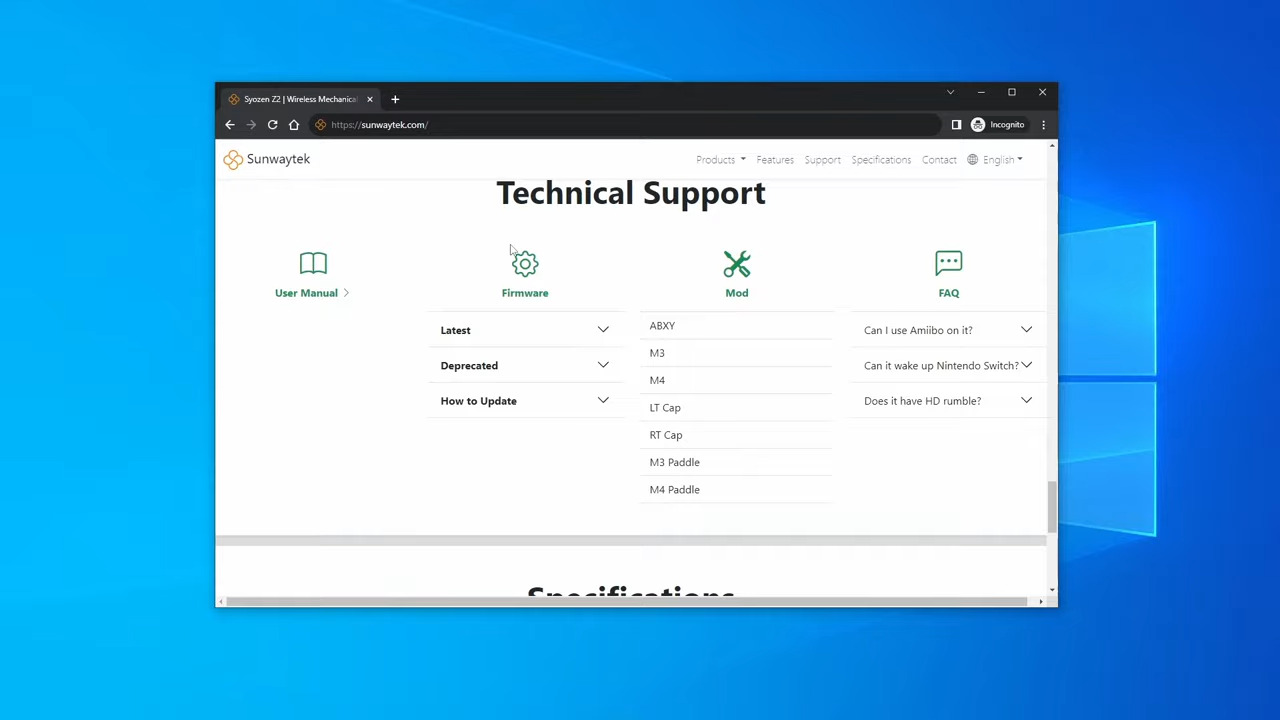 Syozen Z2 | Wireless Mechanical
https://sunwaytek.com/
Incognito
Sunwaytek
Products
Features
Support
Specifications
Contact
English
Technical Support
User Manual
Firmware
Latest
Deprecated
How to Update
Mod
ABXY
M3
M4
LT Cap
RT Cap
M3 Paddle
M4 Paddle
FAQ
Can I use Amiibo on it?
Can it wake up Nintendo Switch?
Does it have HD rumble?
Specifications